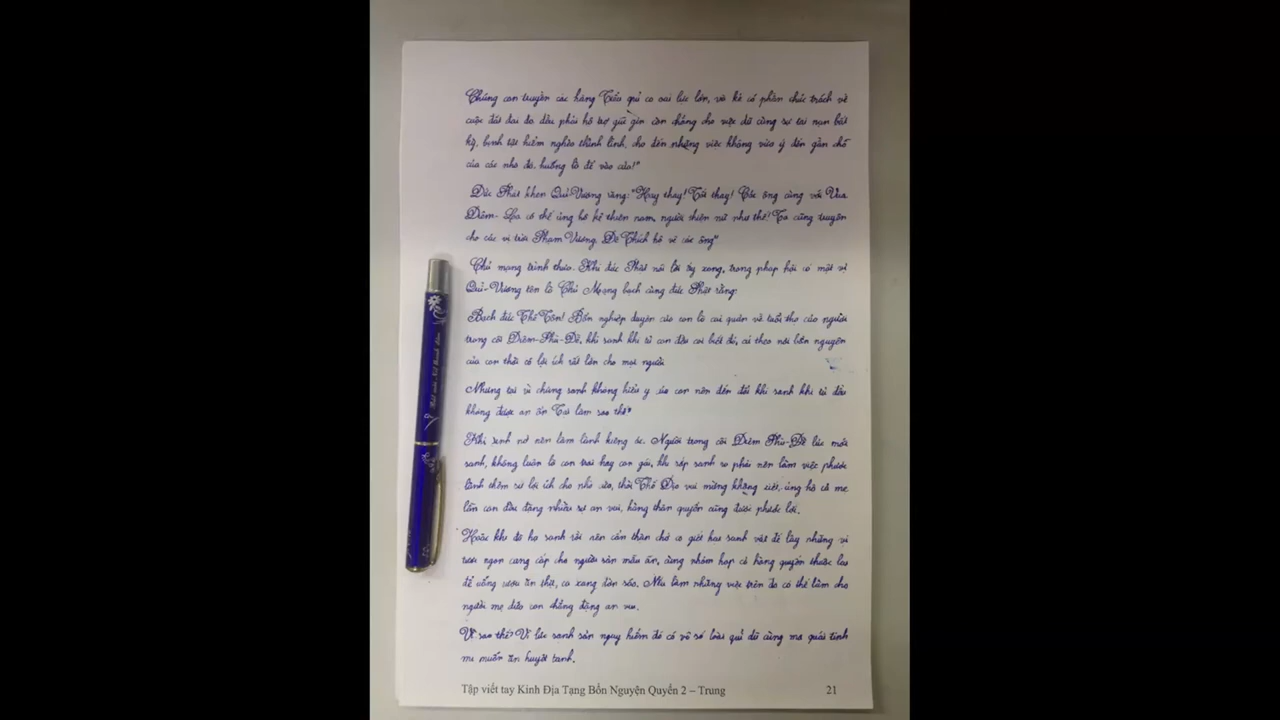 Chúng con truyền các hàng Tiểu quỉ có oai lực lớn, và kẻ có phần chức trách về
cuộc đất đai đó đều phải hộ trợ giữ gìn còn chẳng cho việc dữ cùng sự tai nạn bất
kỳ, bịnh tật hiểm nghèo thình lình, cho đến những việc không vừa ý đến gần chỗ
của các nhà đó, huống là để vào cửa!"
Đức Phật khen Quỉ-Vương rằng: "Hay thay! Tốt thay! Các ông cùng với Vua
Diêm- La có thể ủng hộ kẻ thiện nam, người thiện nữ như thế! Ta cũng truyền
cho các vị trời Phạm Vương, Đế Thích hộ vệ các ông"
Chủ mạng trình thưa. Khi đức Phật nói lời ấy xong, trong pháp hội có một vị
Quỉ-Vương tên là Chủ Mạng bạch cùng đức Phật rằng:
Bạch đức Thế-Tôn! Bổn nghiệp duyên của con là cai quản về tuổi thọ của người
trong cõi Diêm-Phù-Đề, khi sanh khi tử con đều coi biết đó, cứ theo nơi bổn nguyện
của con thời có lợi ích rất lớn cho mọi người
Nhưng tại vì chúng sanh không hiểu ý của con nên đến đổi khi sanh khi tử đều
không được an ổn Tại làm sao thế?
Khi sanh nở nên làm lành kiêng ác. Người trong cõi Diêm Phù-Đề lúc mới
sanh, không luận là con trai hay con gái, khi sắp sanh ra phải nên làm việc phước
lành thêm sự lợi ích cho nhà cửa, thời Thổ Địa vui mừng không xiết, ủng hộ cả mẹ
lẫn con đều đặng nhiều sự an vui, hàng thân quyến cũng được phước lợi.
Hoặc khi đã hạ sanh rồi nên cẩn thận chớ có giết hại sanh vật để lấy những vị
tươi ngon cung cấp cho người sản mẫu ăn, cùng nhóm họp cả hàng quyến thuộc lại
để uống rượu ăn thịt, ca xang đờn sáo. Nếu làm những việc trên đó có thể làm cho
người mẹ đứa con chẳng đặng an vui.
Vì sao thế? Vì lúc sanh sản nguy hiểm đó có vô số loài quỉ dữ cùng ma quái tinh
mị muốn ăn huyết tanh.
Tập viết tay Kinh Địa Tạng Bổn Nguyện Quyển 2 – Trung 21